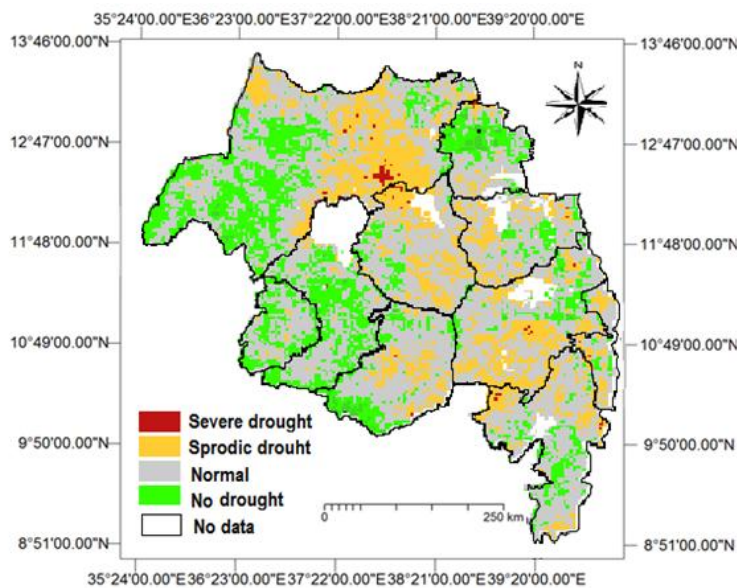 35°24'00.00"E36°23'00.00"E37°22'00.00"E38°21'00.00"E39°20'00.00"E
13°46'00.00"N 13°46'00.00"N
N
12°47'00.00"N 12°47'00.00"N
11°48'00.00"N 11°48'00.00"N
10°49'00.00"N 10°49'00.00"N
Severe drought
Sprodic drouht
9°50'00.00"N 9°50'00.00"N
Normal
No drought
No data
0 250 km
8°51'00.00"N 8°51'00.00"N
35°24'00.00"E36°23'00.00"E37°22'00.00"E38°21'00.00"E39°20'00.00"E